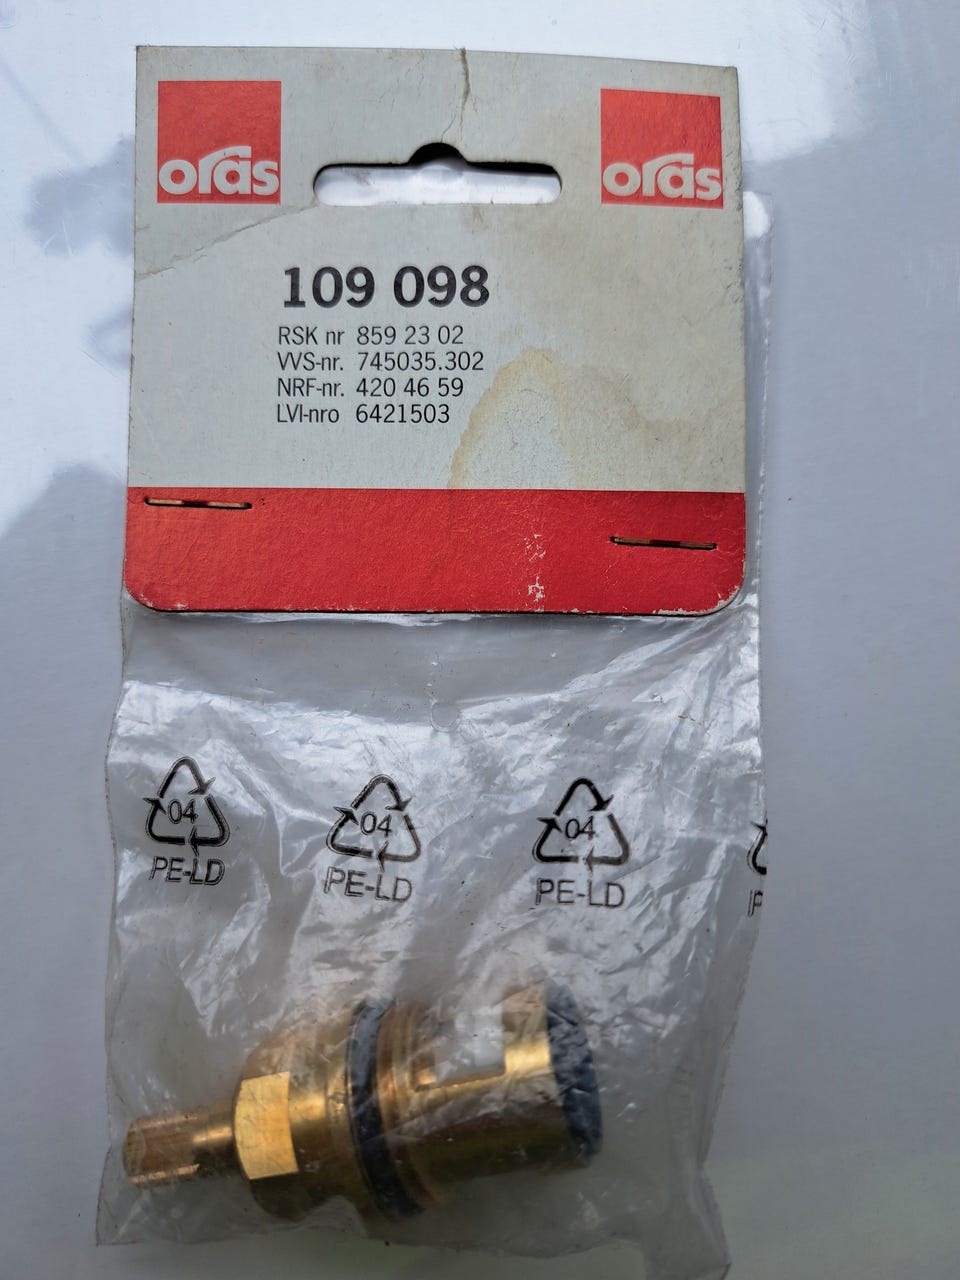 oras
oras
109 098
RSK nr 859 23 02
VVS-nr. 745035.302
NRF-nr. 420 46 59
LVI-nro 6421503
04
PE-LD
04
PE-LD
04
PE-LD
P